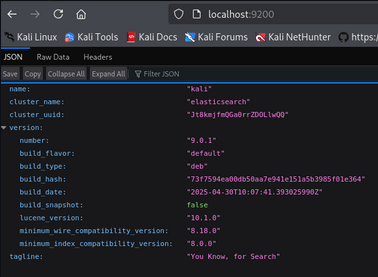 localhost:9200
Kali Linux Kali Tools Kali Docs Kali Forums Kali NetHunter https:
JSON Raw Data Headers
Save Copy Collapse All Expand All Filter JSON
name: "kali"
cluster_name: "elasticsearch"
cluster_uuid: "Jt8kmjfmQGa0rrZDOLlwQQ"
version:
number: "9.0.1"
build_flavor: "default"
build_type: "deb"
build_hash: "73f7594ea00db50aa7e941e151a5b3985f01e364"
build_date: "2025-04-30T10:07:41.393025990Z"
build_snapshot: false
lucene_version: "10.1.0"
minimum_wire_compatibility_version: "8.18.0"
minimum_index_compatibility_version: "8.0.0"
tagline: "You Know, for Search"